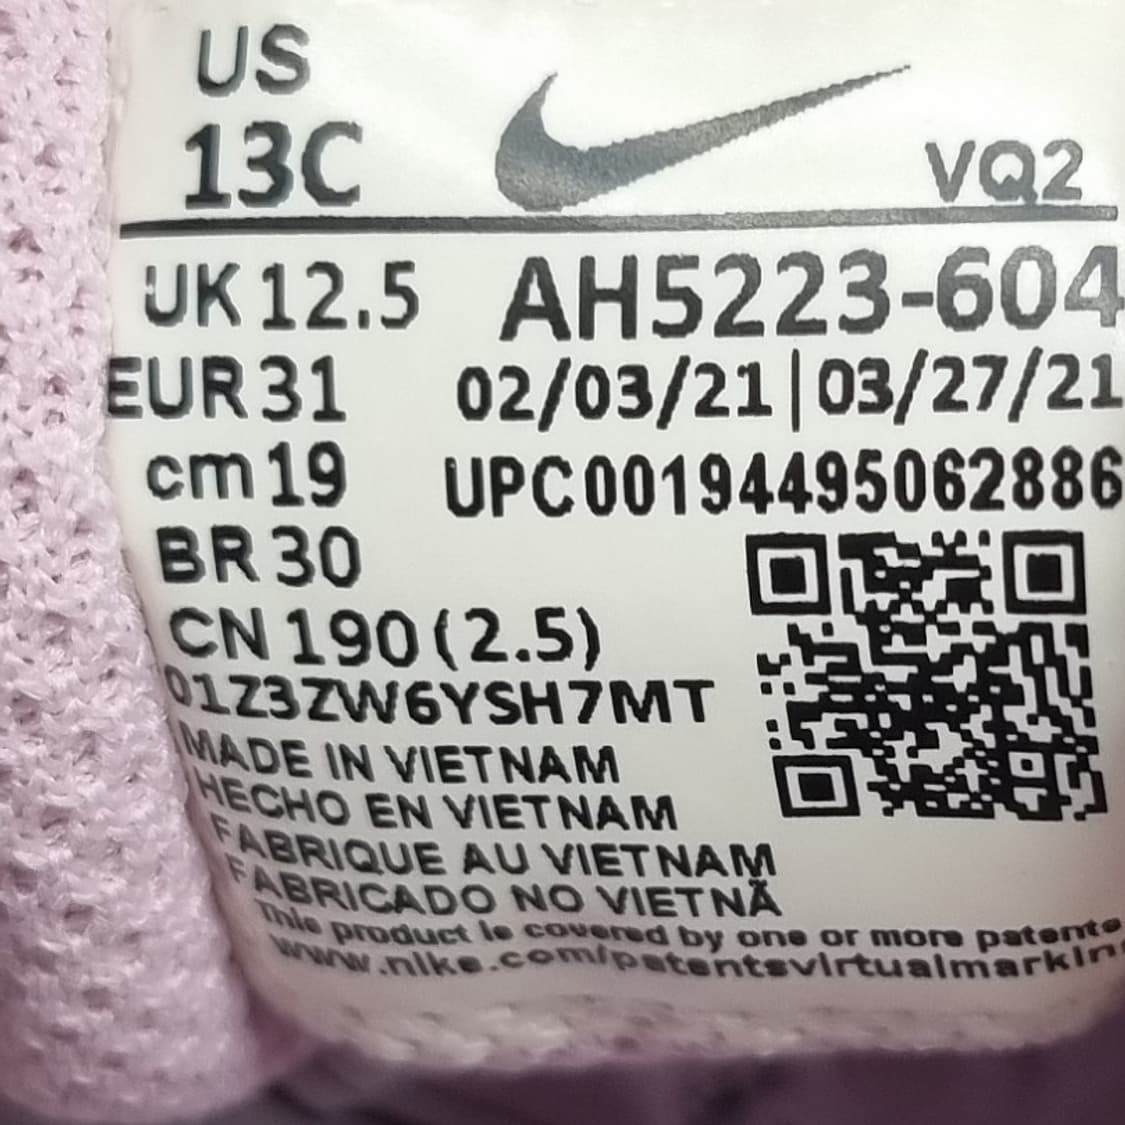 US
13C
VQ2
UK 12.5 AH5223-604
EUR 31 02/03/21 | 03/27/21
cm 19 UPC00194495062886
BR 30
CN 190 (2.5)
01Z3ZW6YSH7MT
MADE IN VIETNAM
HECHO EN VIETNAM
FABRIQUE AU VIETNAM
FABRICADO NO VIETNÃ
This product is covered by one or more patents
www.nike.com/patentsvirtualmarkin